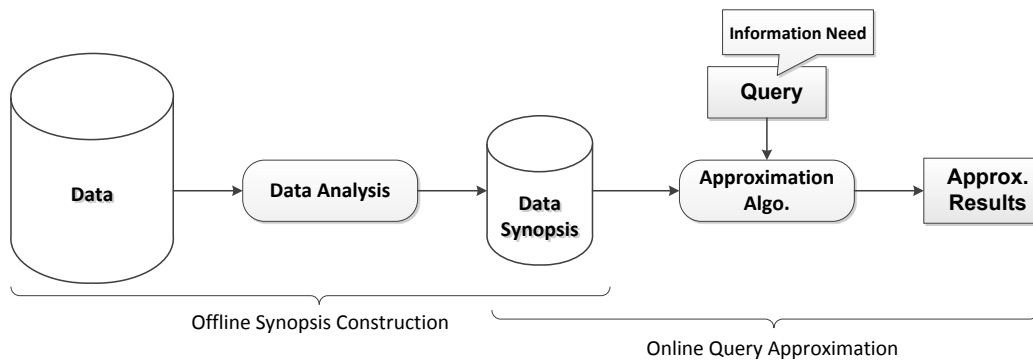 Information Need
Query
Data
Data Analysis
Data
Synopsis
Approximation
Algo.
Approx.
Results
Offline Synopsis Construction
Online Query Approximation